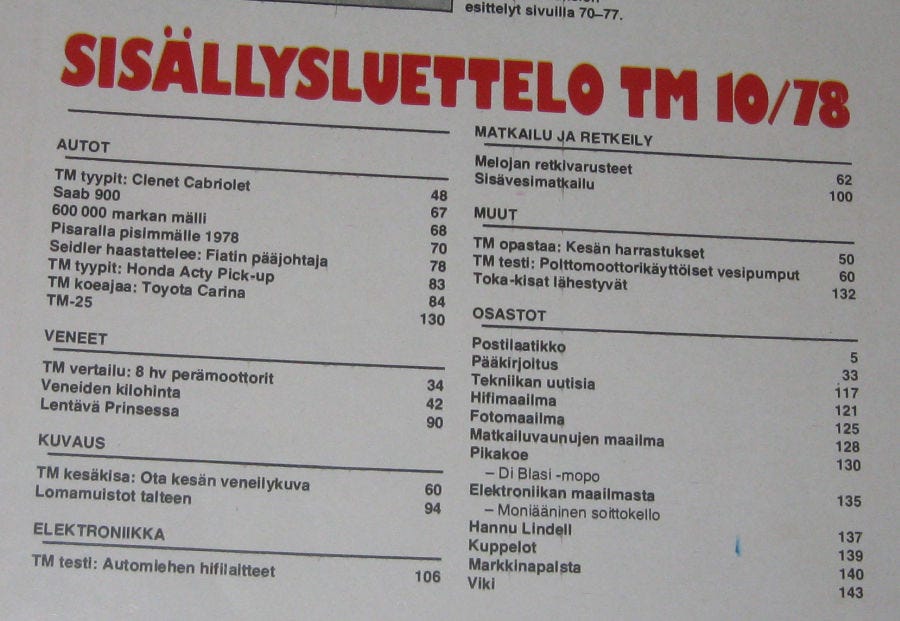 esittelyt sivuilla 70–77.
SISÄLLYSLUETTELO TM 10/78
AUTOT
TM tyypit: Clenet Cabriolet 48
Saab 900 67
600 000 markan mälli 68
Pisaralla pisimmälle 1978 70
Seidler haastattelee: Fiatin pääjohtaja 78
TM tyypit: Honda Acty Pick-up 83
TM koeajaa: Toyota Carina 84
TM-25 130
VENEET
TM vertailu: 8 hv perämoottorit 34
Veneiden kilohinta 42
Lentävä Prinsessa 90
KUVAUS
TM kesäkisa: Ota kesän veneilykuva 60
Lomamuistot talteen 94
ELEKTRONIIKKA
TM testi: Automiehen hifilaitteet 106
MATKAILU JA RETKEILY
Melojan retkivarusteet 62
Sisävesimatkailu 100
MUUT
TM opastaa: Kesän harrastukset 50
TM testi: Polttomoottorikäyttöiset vesipumput 60
Toka-kisat lähestyvät 132
OSASTOT
Postilaatikko 5
Pääkirjoitus 33
Tekniikan uutisia 117
Hifimaailma 121
Fotomaailma 125
Matkailuvaunujen maailma 128
Pikakoe 130
– Di Blasi -mopo
Elektroniikan maailmasta 135
– Moniääninen soittokello
Hannu Lindell 137
Kuppelot 139
Markkinapalsta 140
Viki 143